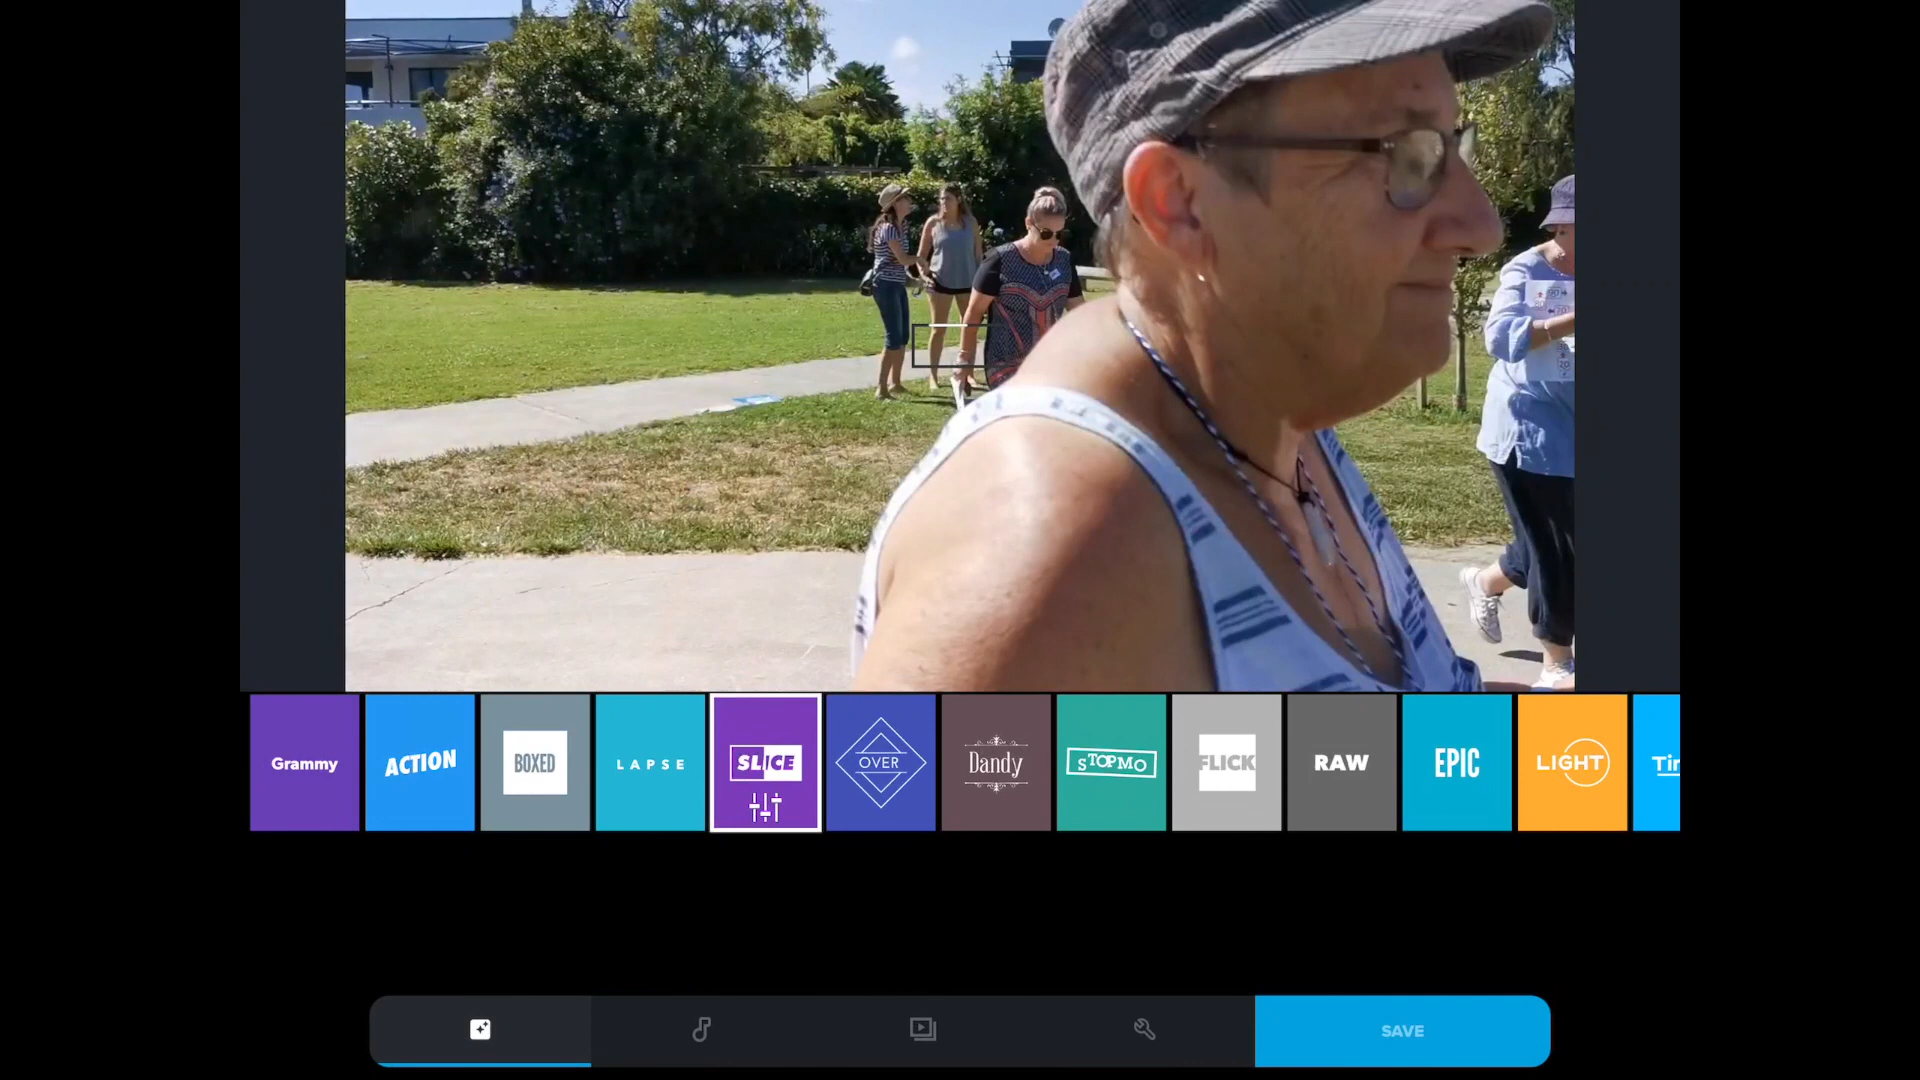 Grammy
ACTION
BOXED
LAPSE
SLICE
OVER
Dandy
STOPMO
FLICK
RAW
EPIC
LIGHT
SAVE